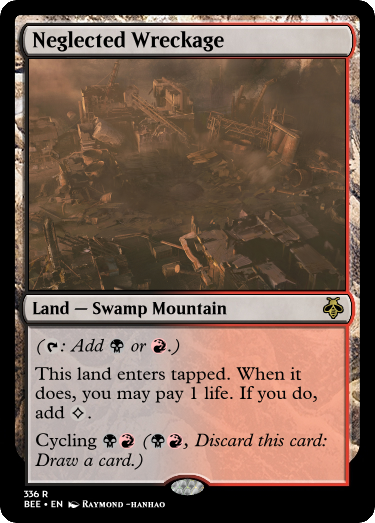 Neglected Wreckage
Land — Swamp Mountain
(: Add or .)
This land enters tapped. When it
does, you may pay 1 life. If you do,
add .
Cycling (, Discard this card:
Draw a card.)
336 R
BEE • EN Raymond -hanhao